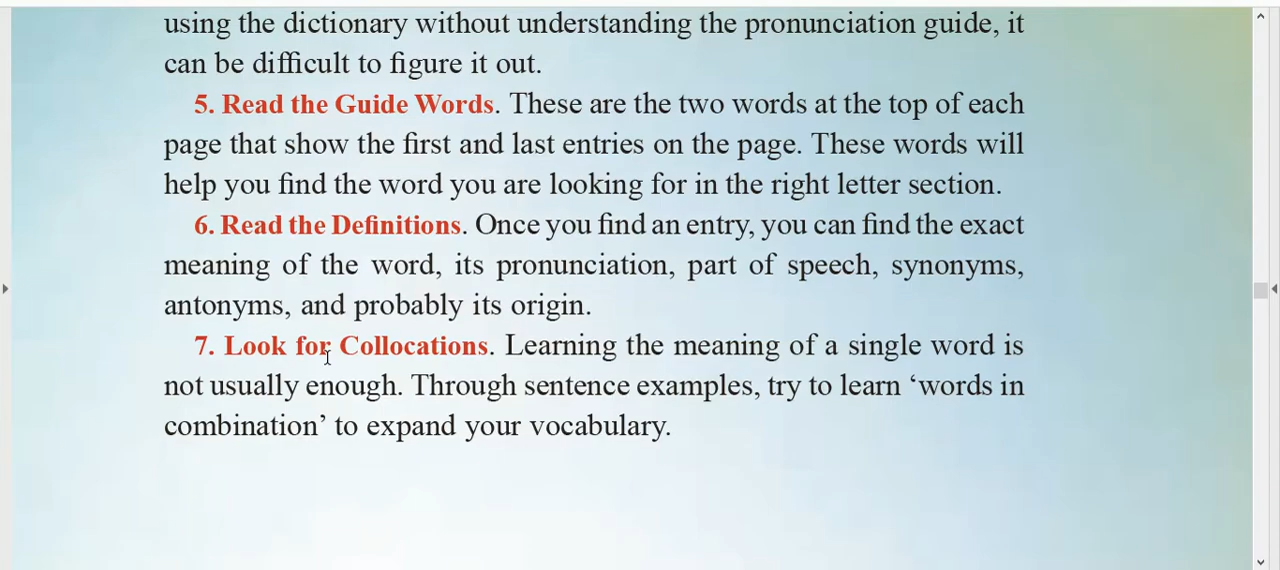 using the dictionary without understanding the pronunciation guide, it
can be difficult to figure it out.
5. Read the Guide Words. These are the two words at the top of each
page that show the first and last entries on the page. These words will
help you find the word you are looking for in the right letter section.
6. Read the Definitions. Once you find an entry, you can find the exact
meaning of the word, its pronunciation, part of speech, synonyms,
antonyms, and probably its origin.
7. Look for Collocations. Learning the meaning of a single word is
not usually enough. Through sentence examples, try to learn ‘words in
combination’ to expand your vocabulary.